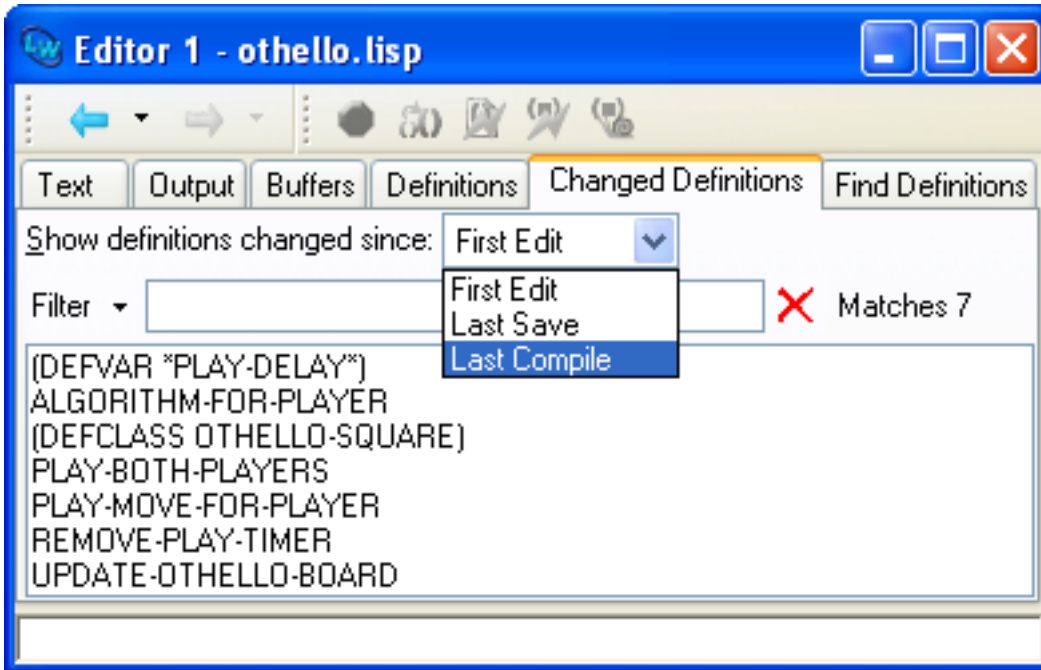 Editor 1 - othello.lisp
Text Output Buffers Definitions Changed Definitions Find Definitions
Show definitions changed since: First Edit
First Edit
Last Save
Last Compile
Filter Matches 7
(DEFVAR *PLAY-DELAY*)
ALGORITHM-FOR-PLAYER
(DEFCLASS OTHELLO-SQUARE)
PLAY-BOTH-PLAYERS
PLAY-MOVE-FOR-PLAYER
REMOVE-PLAY-TIMER
UPDATE-OTHELLO-BOARD